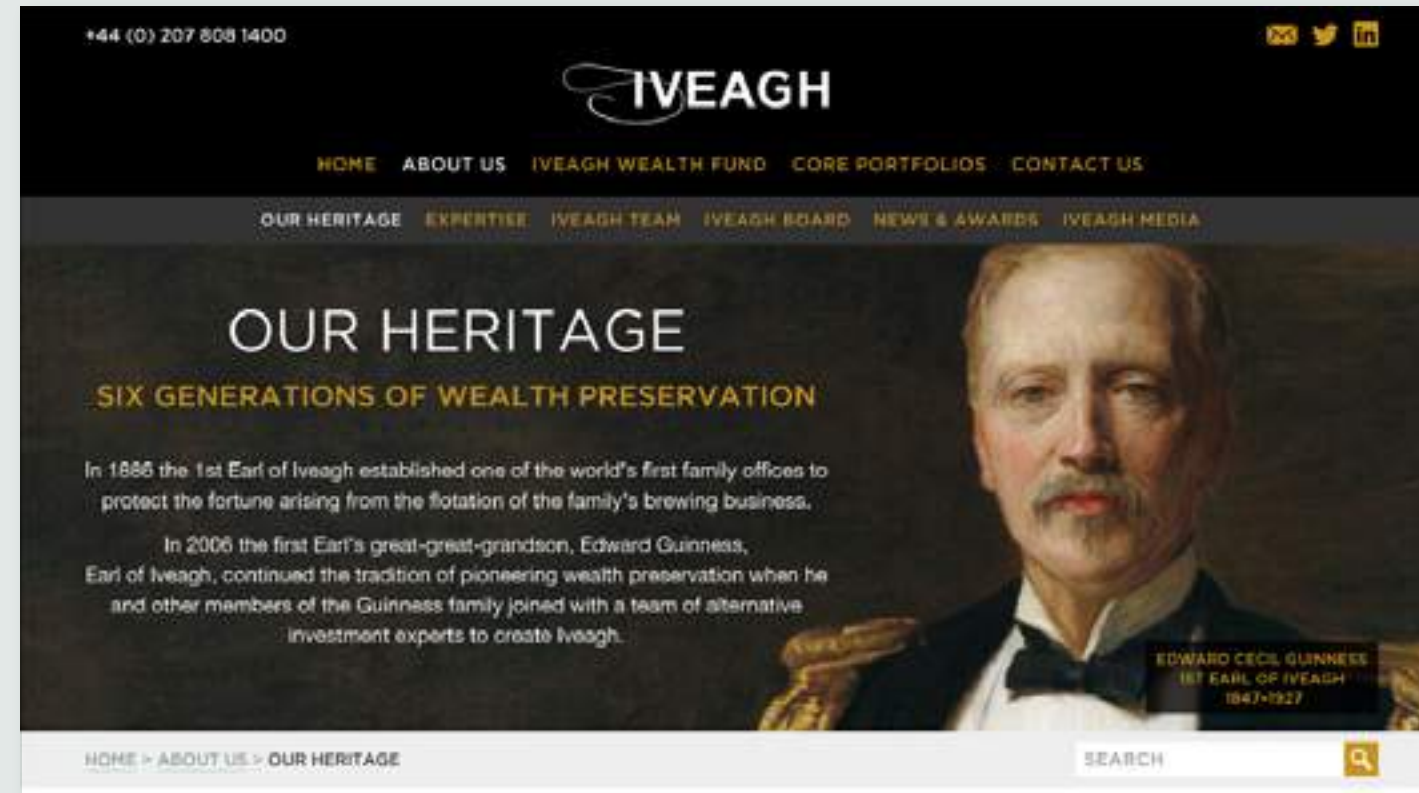 +44 (0) 207 808 1400
IVEAGH
HOME ABOUT US IVEAGH WEALTH FUND CORE PORTFOLIOS CONTACT US
OUR HERITAGE EXPERTISE IVEAGH TEAM IVEAGH BOARD NEWS & AWARDS IVEAGH MEDIA
OUR HERITAGE
SIX GENERATIONS OF WEALTH PRESERVATION
In 1886 the 1st Earl of Iveagh established one of the world's first family offices to
protect the fortune arising from the flotation of the family's brewing business.
In 2006 the first Earl's great-great-grandson, Edward Guinness,
Earl of Iveagh, continued the tradition of pioneering wealth preservation when he
and other members of the Guinness family joined with a team of alternative
investment experts to create Iveagh.
EDWARD CECIL GUINNESS
1ST EARL OF IVEAGH
1847-1927
HOME > ABOUT US > OUR HERITAGE
SEARCH